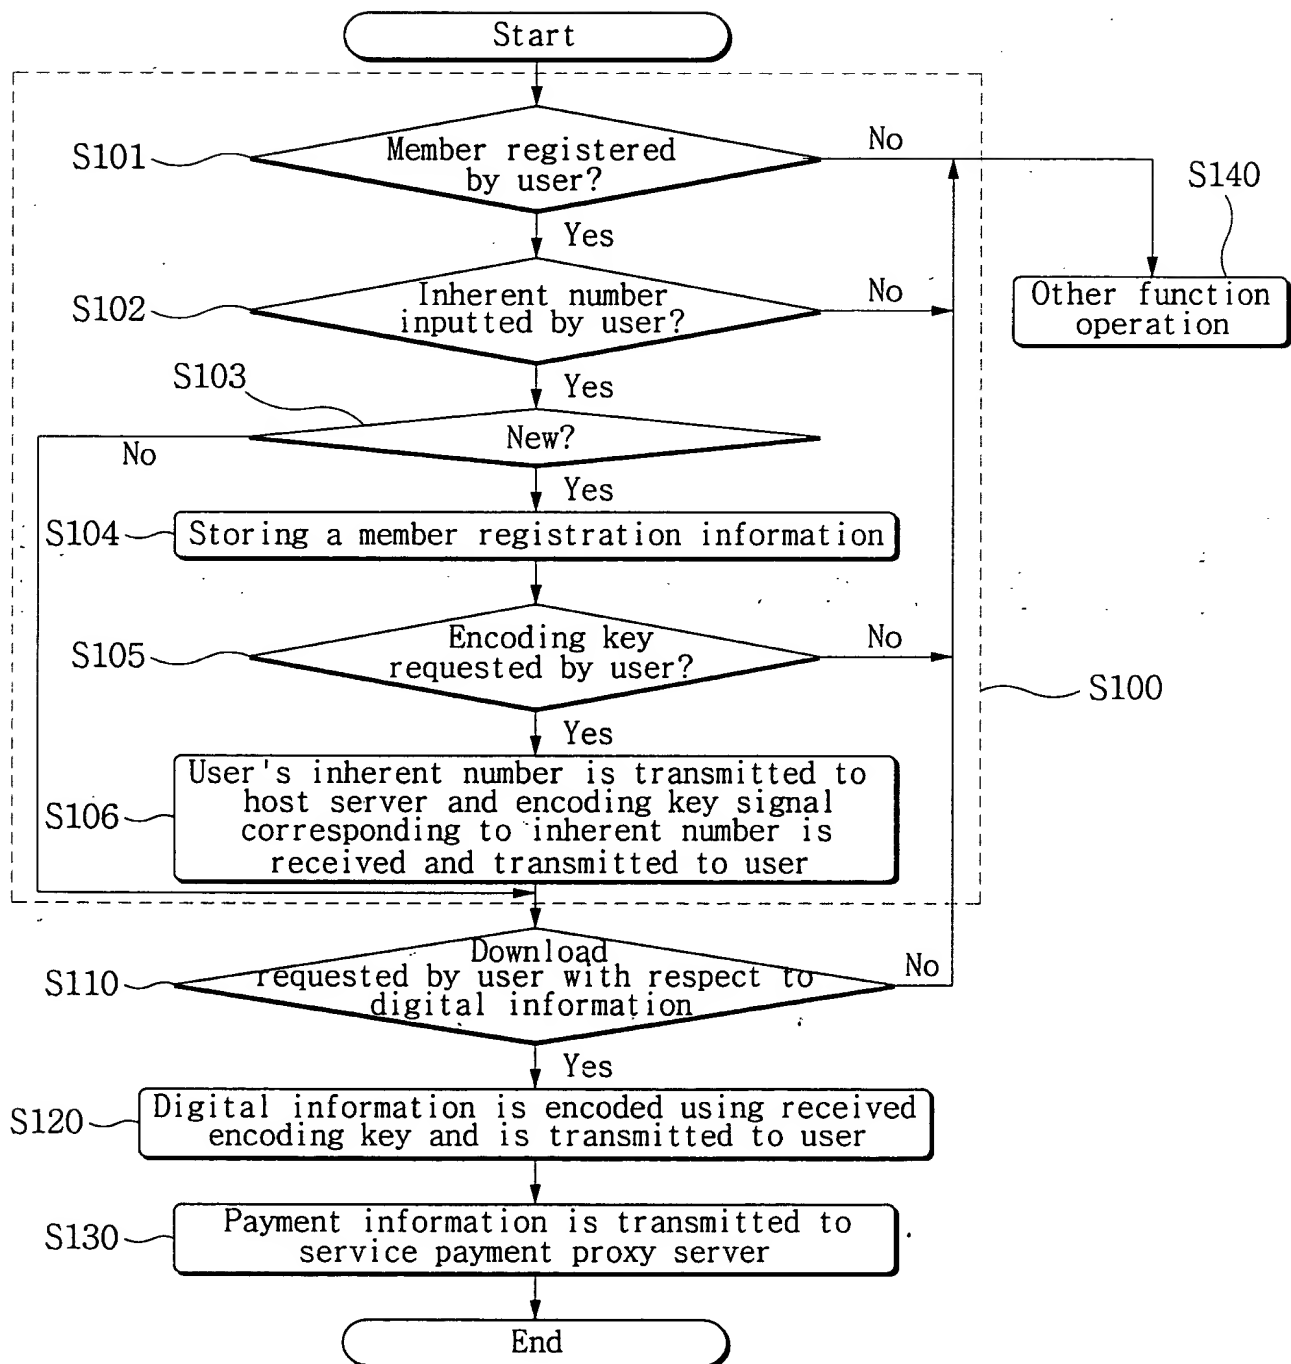 Start
S101
Member registered
by user?
No
Yes
S140
Other function
operation
S102
Inherent number
inputted by user?
No
Yes
S103
New?
No
Yes
S104
Storing a member registration information
S105
Encoding key
requested by user?
No
Yes
S100
S106
User's inherent number is transmitted to
host server and encoding key signal
corresponding to inherent number is
received and transmitted to user
S110
Download
requested by user with respect to
digital information
No
Yes
S120
Digital information is encoded using received
encoding key and is transmitted to user
S130
Payment information is transmitted to
service payment proxy server
End